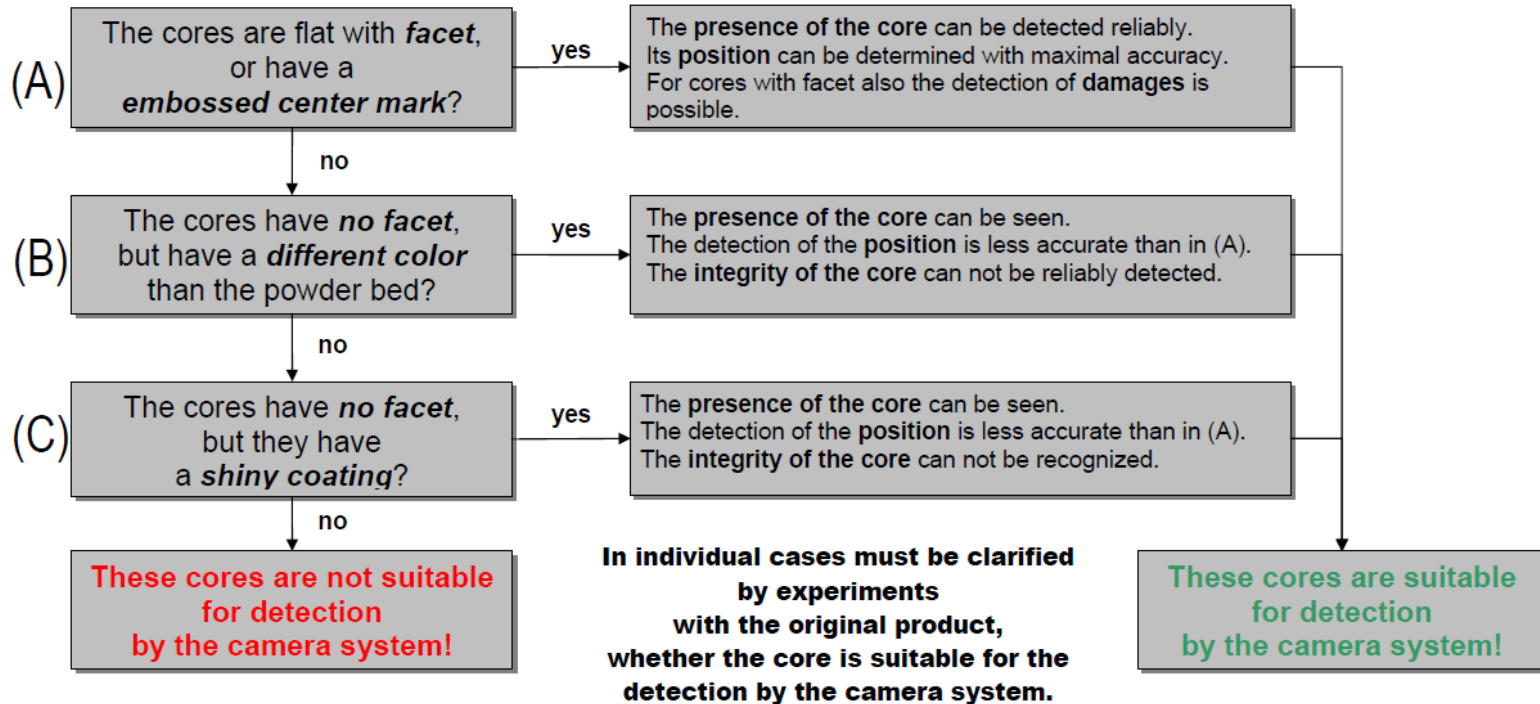 (A)
The cores are flat with facet,
or have a
embossed center mark?
yes
The presence of the core can be detected reliably.
Its position can be determined with maximal accuracy.
For cores with facet also the detection of damages is
possible.
no
(B)
The cores have no facet,
but have a different color
than the powder bed?
yes
The presence of the core can be seen.
The detection of the position is less accurate than in (A).
The integrity of the core can not be reliably detected.
no
(C)
The cores have no facet,
but they have
a shiny coating?
yes
The presence of the core can be seen.
The detection of the position is less accurate than in (A).
The integrity of the core can not be recognized.
no
These cores are not suitable
for detection
by the camera system!
In individual cases must be clarified
by experiments
with the original product,
whether the core is suitable for the
detection by the camera system.
These cores are suitable
for detection
by the camera system!